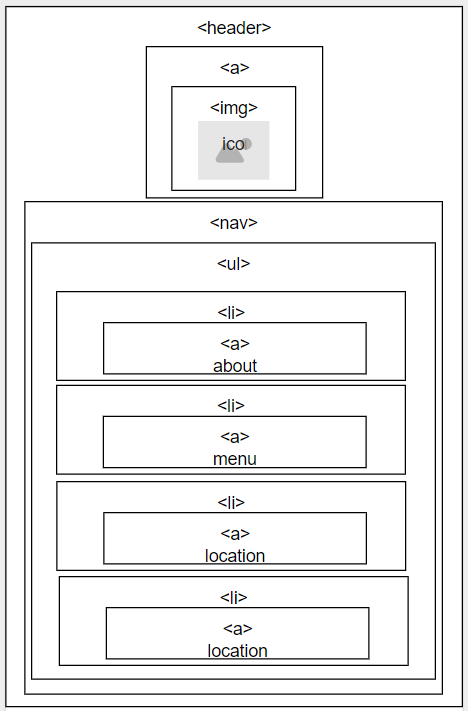 <header>
<a>
<img>
ico
<nav>
<ul>
<li>
<a>
about
<li>
<a>
menu
<li>
<a>
location
<li>
<a>
location